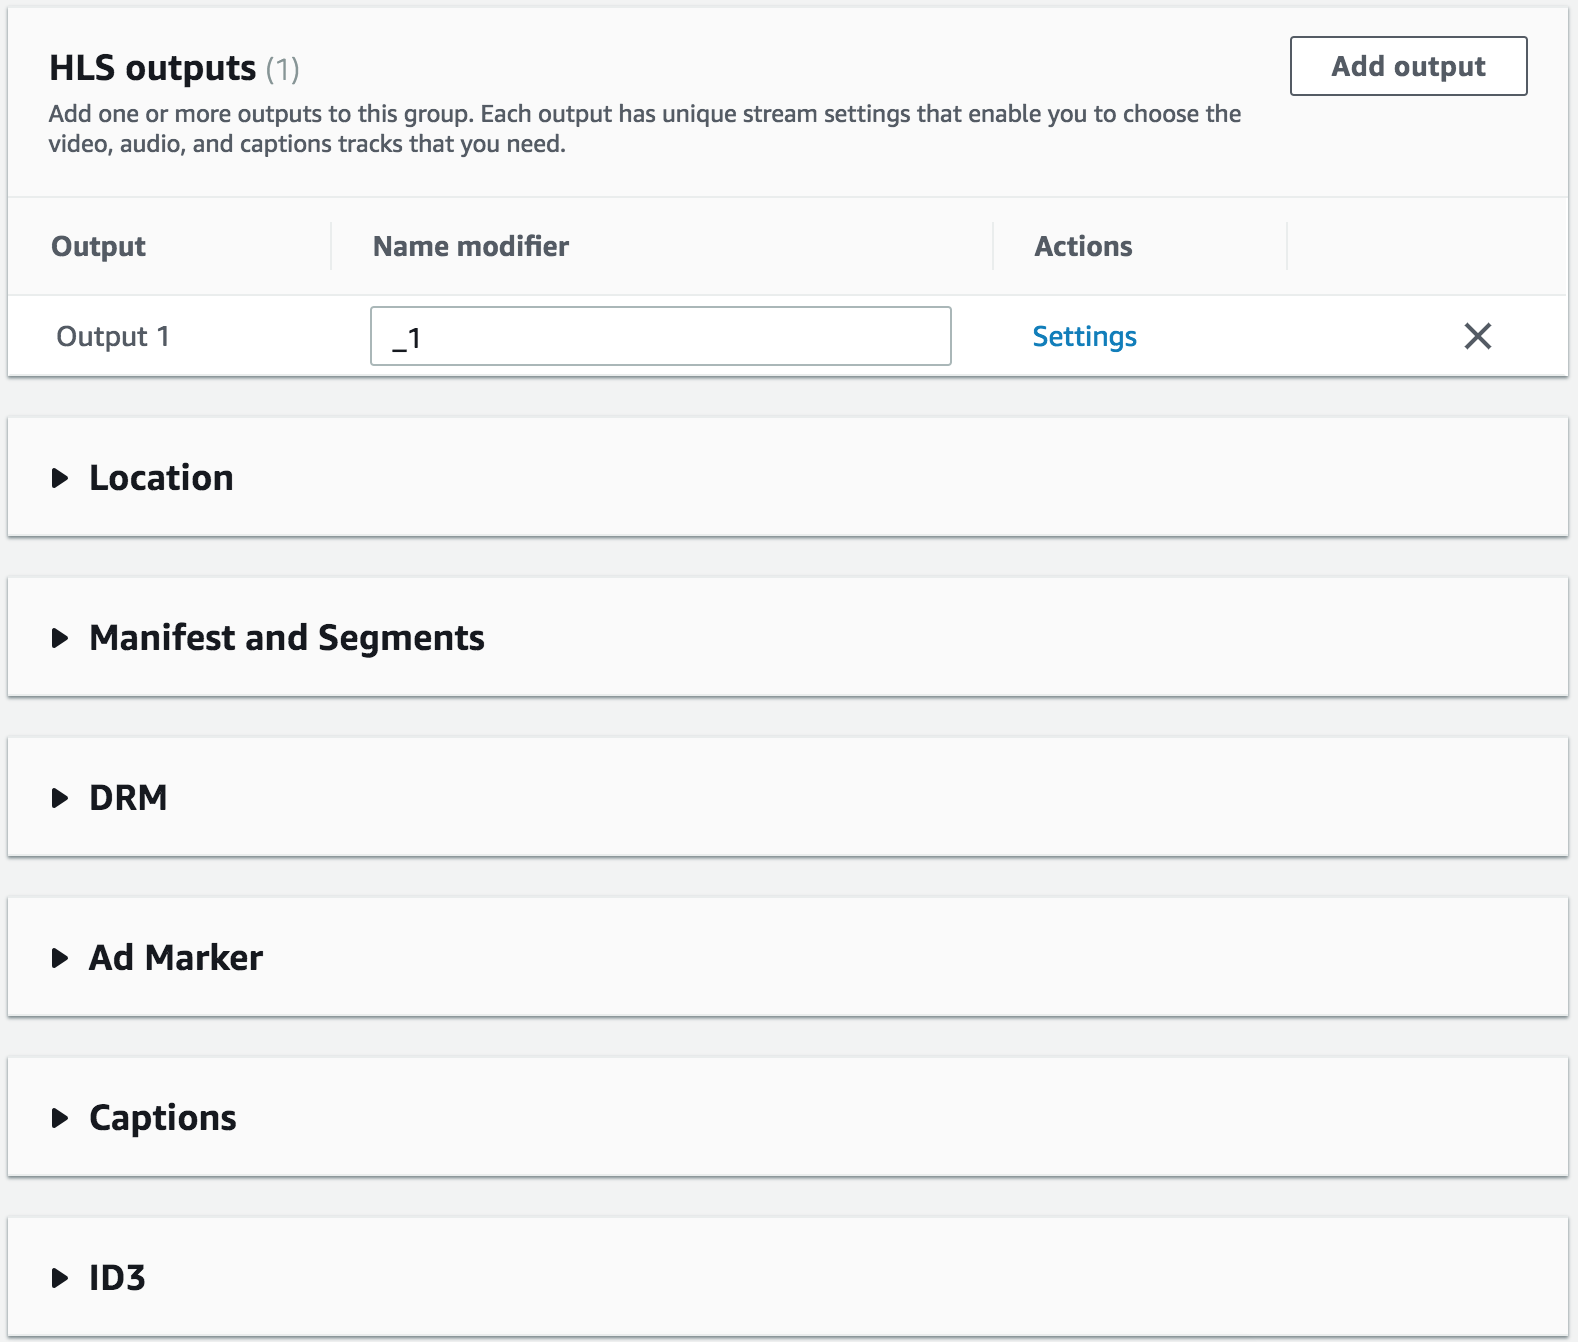 HLS outputs (1)
Add output
Add one or more outputs to this group. Each output has unique stream settings that enable you to choose the
video, audio, and captions tracks that you need.
Output Name modifier Actions
Output 1 _1 Settings
Location
Manifest and Segments
DRM
Ad Marker
Captions
ID3